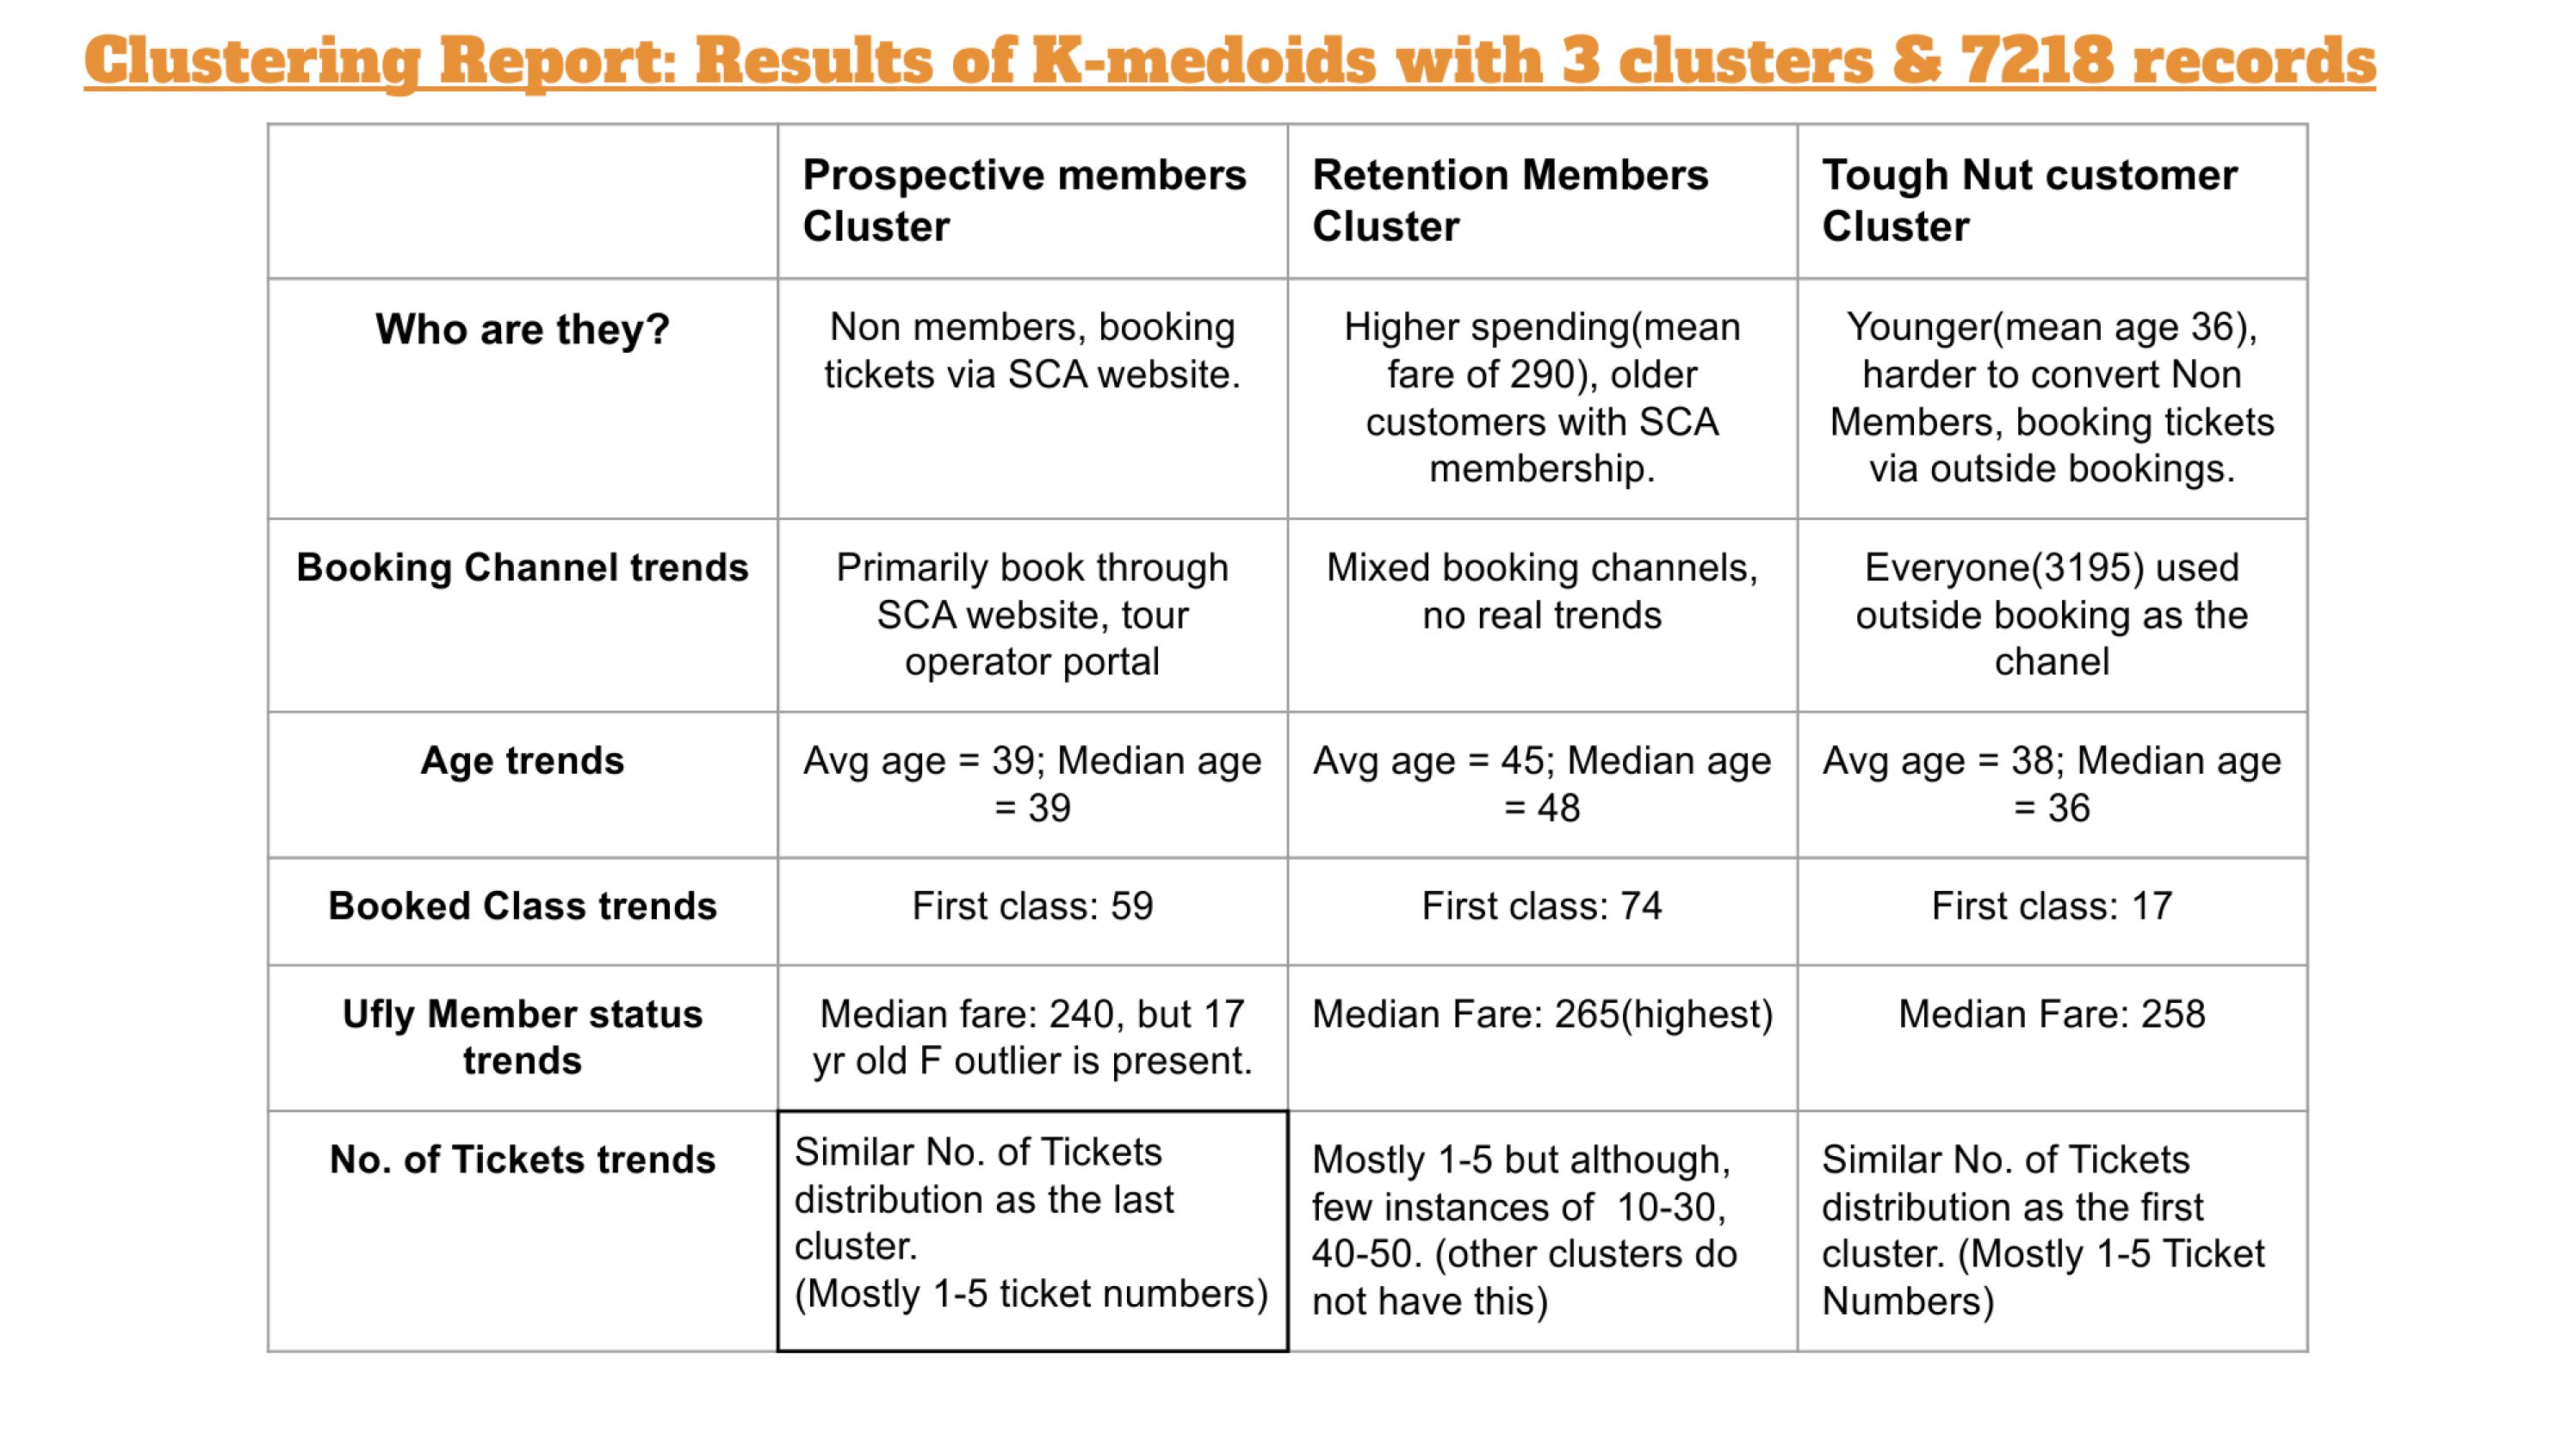 Clustering Report: Results of K-medoids with 3 clusters & 7218 records
Prospective members
Cluster
Retention Members
Cluster
Tough Nut customer
Cluster
Who are they?
Non members, booking
tickets via SCA website.
Higher spending(mean
fare of 290), older
customers with SCA
membership.
Younger(mean age 36),
harder to convert Non
Members, booking tickets
via outside bookings.
Booking Channel trends
Primarily book through
SCA website, tour
operator portal
Mixed booking channels,
no real trends
Everyone(3195) used
outside booking as the
chanel
Age trends
Avg age = 39; Median age
= 39
Avg age = 45; Median age
= 48
Avg age = 38; Median age
= 36
Booked Class trends
First class: 59
First class: 74
First class: 17
Ufly Member status
trends
Median fare: 240, but 17
yr old F outlier is present.
Median Fare: 265(highest)
Median Fare: 258
No. of Tickets trends
Similar No. of Tickets
distribution as the last
cluster.
(Mostly 1-5 ticket numbers)
Mostly 1-5 but although,
few instances of  10-30,
40-50. (other clusters do
not have this)
Similar No. of Tickets
distribution as the first
cluster. (Mostly 1-5 Ticket
Numbers)